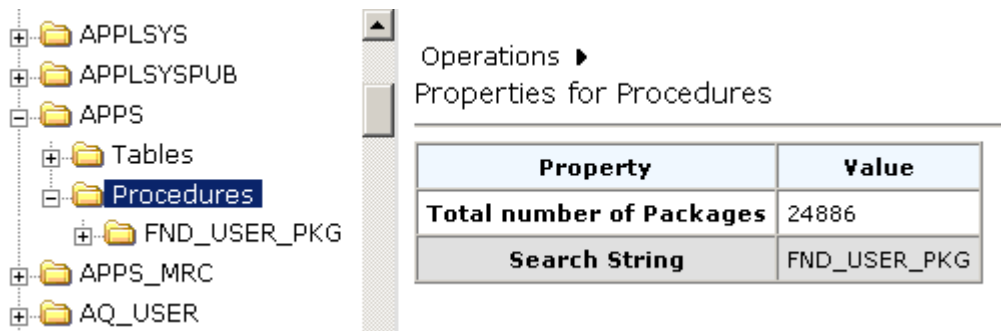 APPLSYS
APPLSYSPUB
APPS
Tables
Procedures
FND_USER_PKG
APPS_MRC
AQ_USER
Operations
Properties for Procedures
Property Value
Total number of Packages 24886
Search String FND_USER_PKG